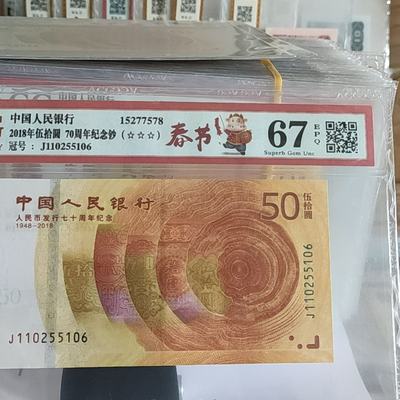 中国人民银行 15277578
2018年伍拾圆 70周年纪念钞 (☆☆☆)
冠号: J110255106
春节
67 EPQ
Superb Gem Unc
中国人民银行
人民币发行七十周年纪念
1948-2018
50 伍拾圆
J110255106
J110255106